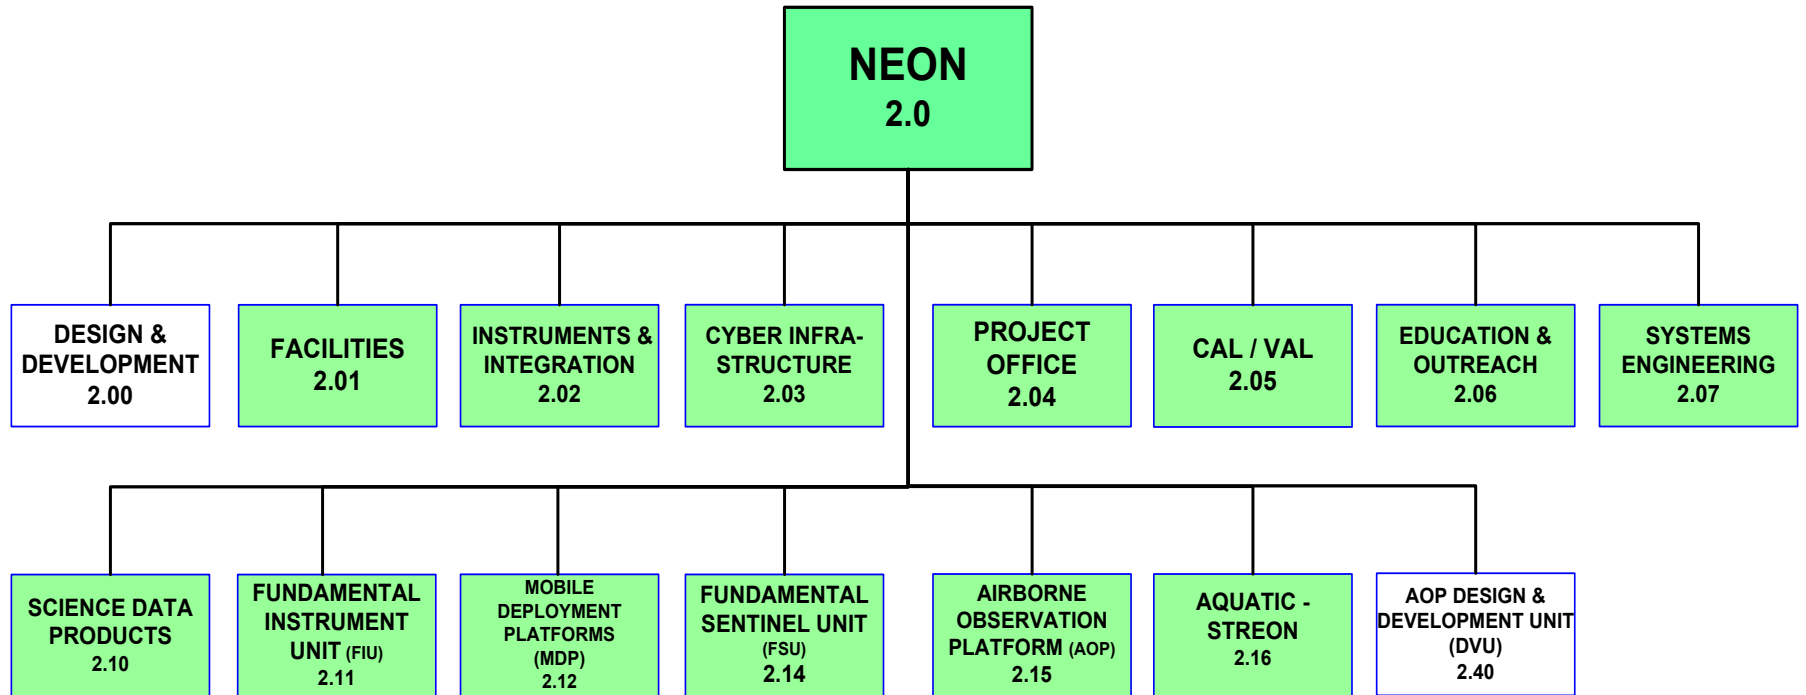 NEON
2.0
DESIGN &
DEVELOPMENT
2.00
FACILITIES
2.01
INSTRUMENTS &
INTEGRATION
2.02
CYBER INFRA-
STRUCTURE
2.03
PROJECT
OFFICE
2.04
CAL / VAL
2.05
EDUCATION &
OUTREACH
2.06
SYSTEMS
ENGINEERING
2.07
SCIENCE DATA
PRODUCTS
2.10
FUNDAMENTAL
INSTRUMENT
UNIT (FIU)
2.11
MOBILE
DEPLOYMENT
PLATFORMS
(MDP)
2.12
FUNDAMENTAL
SENTINEL UNIT
(FSU)
2.14
AIRBORNE
OBSERVATION
PLATFORM (AOP)
2.15
AQUATIC -
STREON
2.16
AOP DESIGN &
DEVELOPMENT UNIT
(DVU)
2.40